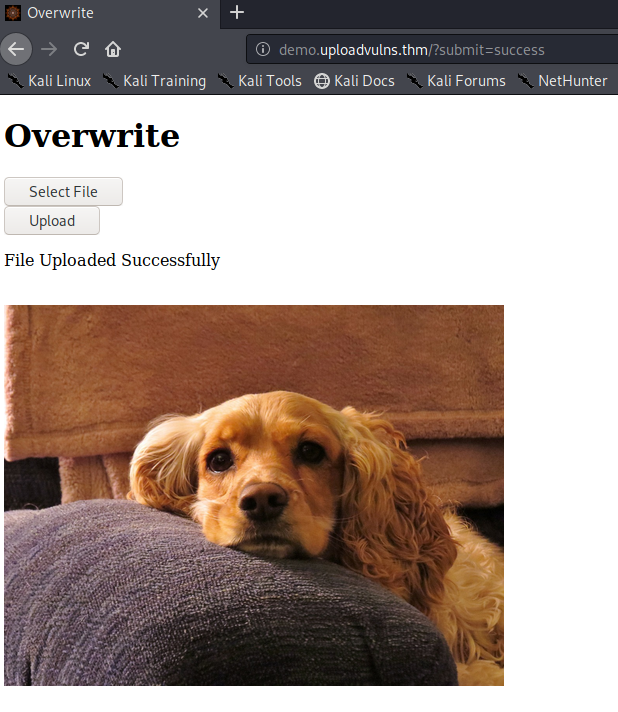 Overwrite
demo.uploadvulns.thm/?submit=success
Kali Linux Kali Training Kali Tools Kali Docs Kali Forums NetHunter
Overwrite
Select File
Upload
File Uploaded Successfully